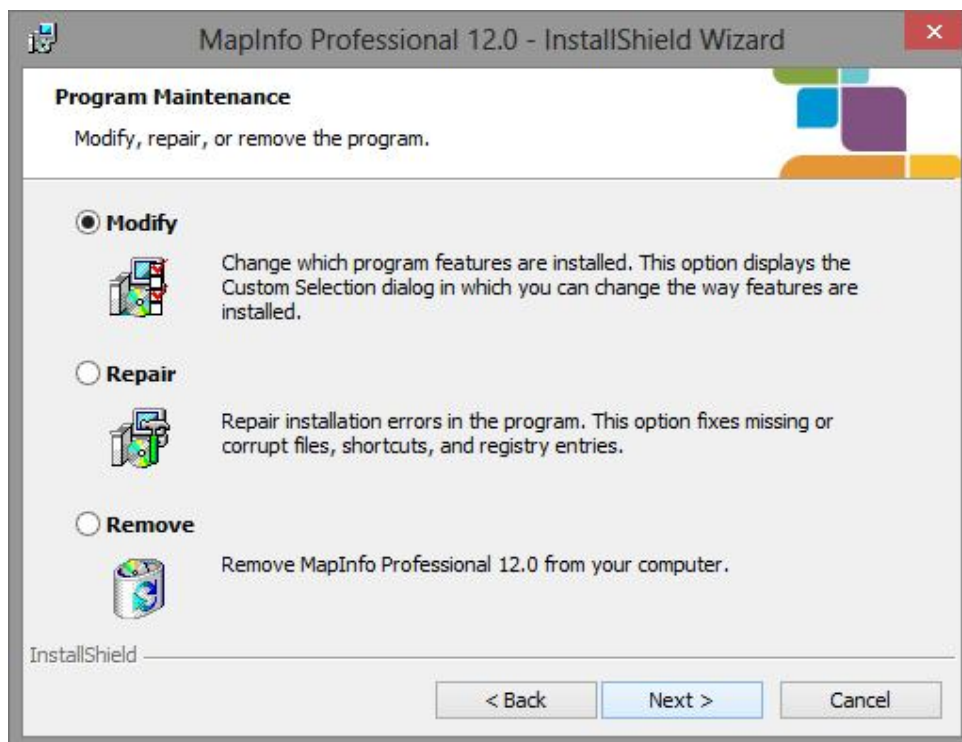 MapInfo Professional 12.0 - InstallShield Wizard
Program Maintenance
Modify, repair, or remove the program.
Modify
Change which program features are installed. This option displays the
Custom Selection dialog in which you can change the way features are
installed.
Repair
Repair installation errors in the program. This option fixes missing or
corrupt files, shortcuts, and registry entries.
Remove
Remove MapInfo Professional 12.0 from your computer.
InstallShield
< Back
Next >
Cancel